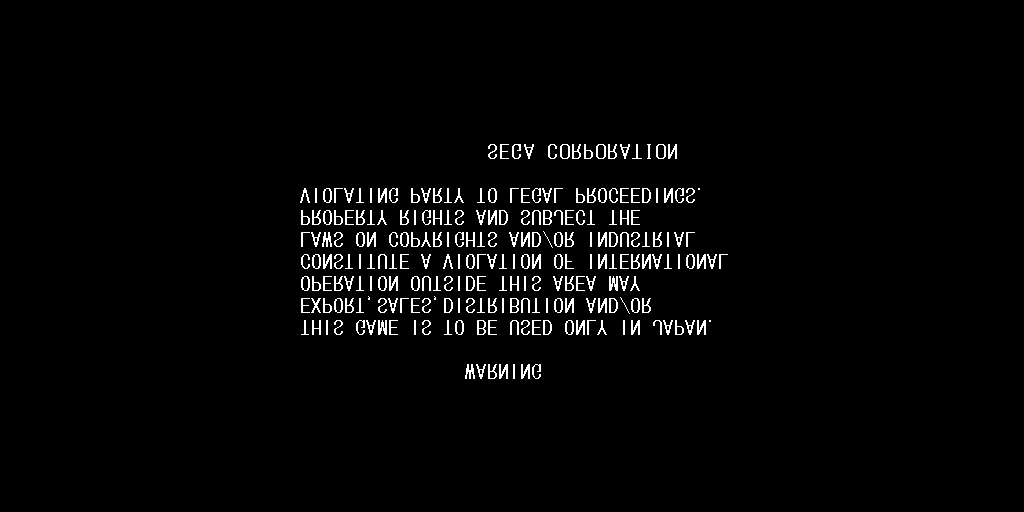 WARNING
THIS GAME IS TO BE USED ONLY IN JAPAN.
EXPORT,SALES,DISTRIBUTION AND/OR
OPERATION OUTSIDE THIS AREA MAY
CONSTITUTE A VIOLATION OF INTERNATIONAL
LAWS ON COPYRIGHTS AND/OR INDUSTRIAL
PROPERTY RIGHTS AND SUBJECT THE
VIOLATING PARTY TO LEGAL PROCEEDINGS.
SEGA CORPORATION